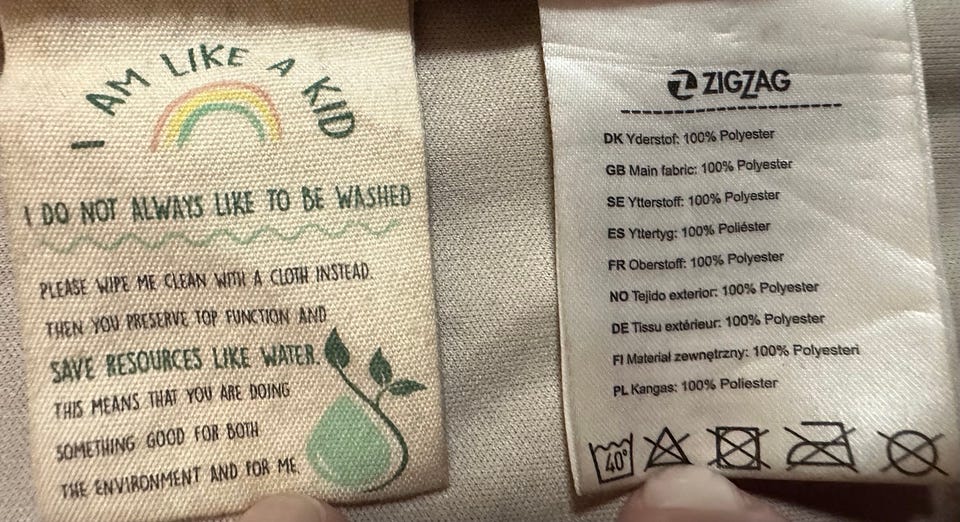 I AM LIKE A KID
I DO NOT ALWAYS LIKE TO BE WASHED
PLEASE WIPE ME CLEAN WITH A CLOTH INSTEAD.
THEN YOU PRESERVE TOP FUNCTION AND
SAVE RESOURCES LIKE WATER.
THIS MEANS THAT YOU ARE DOING
SOMETHING GOOD FOR BOTH
THE ENVIRONMENT AND FOR ME.
ZIGZAG
DK Yderstof: 100% Polyester
GB Main fabric: 100% Polyester
SE Ytterstoff: 100% Polyester
ES Yttertyg: 100% Poliéster
FR Oberstoff: 100% Polyester
NO Tejido exterior: 100% Polyester
DE Tissu extérieur: 100% Polyester
FI Materiał zewnętrzny: 100% Polyesteri
PL Kangas: 100% Poliester
40°